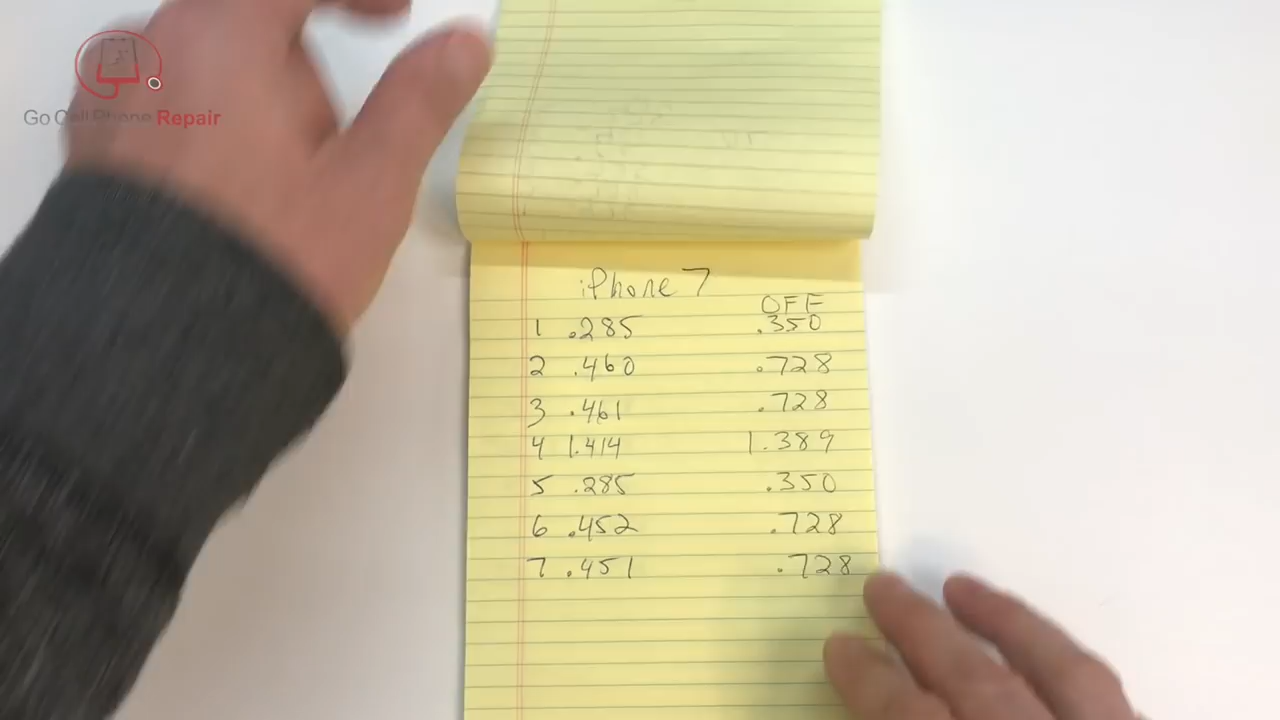 Go Cell Phone Repair
iPhone 7
OFF
1 .285 .350
2 .460 .728
3 .461 .728
4 1.414 1.389
5 .285 .350
6 .452 .728
7 .451 .728